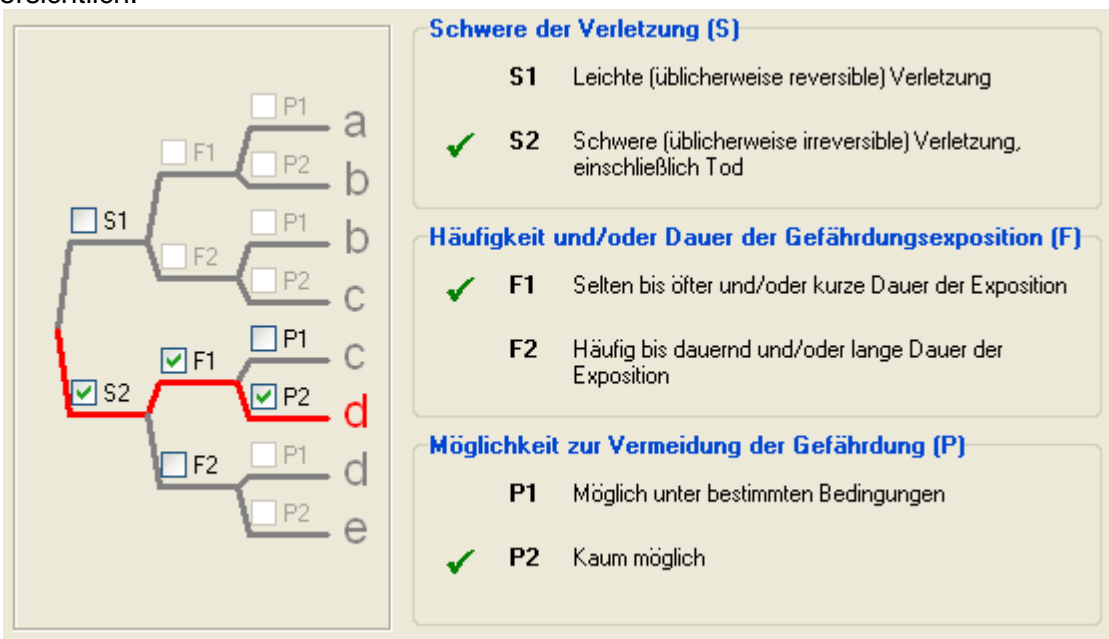 P1
a
F1
P2
b
S1
P1
b
F2
P2
c
P1
c
F1
S2
P2
d
F2
P1
d
P2
e
Schwere der Verletzung (S)
S1 Leichte (üblicherweise reversible) Verletzung
S2 Schwere (üblicherweise irreversible) Verletzung,
einschließlich Tod
Häufigkeit und/oder Dauer der Gefährdungsexposition (F)
F1 Selten bis öfter und/oder kurze Dauer der Exposition
F2 Häufig bis dauernd und/oder lange Dauer der
Exposition
Möglichkeit zur Vermeidung der Gefährdung (P)
P1 Möglich unter bestimmten Bedingungen
P2 Kaum möglich